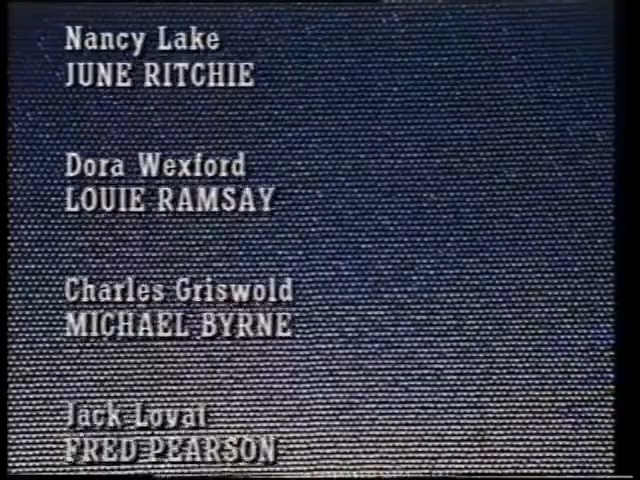 Nancy Lake
JUNE RITCHIE
Dora Wexford
LOUIE RAMSAY
Charles Griswold
MICHAEL BYRNE
Jack Lovat
FRED PEARSON